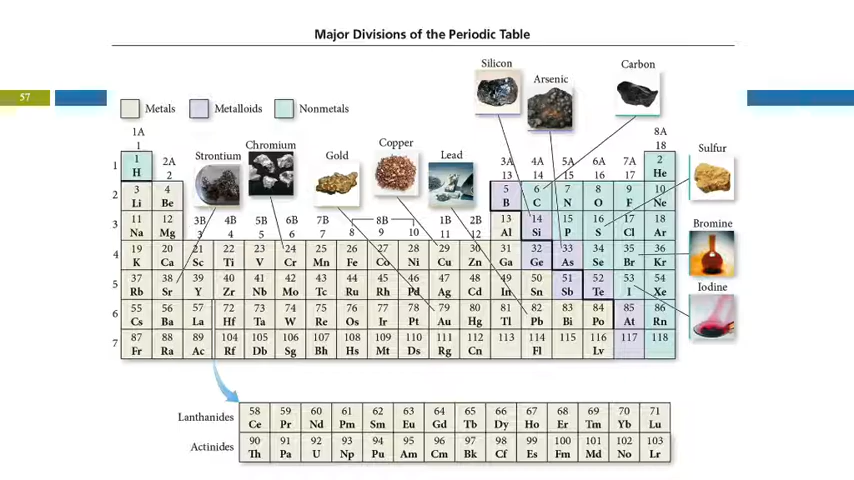 Major Divisions of the Periodic Table
57
Silicon
Arsenic
Carbon
Metals Metalloids Nonmetals
1A 8A
1 18
Strontium Chromium Gold Copper Lead Sulfur
2A 3A 4A 5A 6A 7A
2 13 14 15 16 17
1 1 2
H He
2 3 4 5 6 7 8 9 10
Li Be B C N O F Ne
3B 4B 5B 6B 7B 8B 1B 2B
3 4 5 6 7 8 9 10 11 12
3 11 12 13 14 15 16 17 18
Na Mg Al Si P S Cl Ar
Bromine
4 19 20 21 22 23 24 25 26 27 28 29 30 31 32 33 34 35 36
K Ca Sc Ti V Cr Mn Fe Co Ni Cu Zn Ga Ge As Se Br Kr
Iodine
5 37 38 39 40 41 42 43 44 45 46 47 48 49 50 51 52 53 54
Rb Sr Y Zr Nb Mo Tc Ru Rh Pd Ag Cd In Sn Sb Te I Xe
6 55 56 57 72 73 74 75 76 77 78 79 80 81 82 83 84 85 86
Cs Ba La Hf Ta W Re Os Ir Pt Au Hg Tl Pb Bi Po At Rn
7 87 88 89 104 105 106 107 108 109 110 111 112 113 114 115 116 117 118
Fr Ra Ac Rf Db Sg Bh Hs Mt Ds Rg Cn Fl Lv
Lanthanides 58 59 60 61 62 63 64 65 66 67 68 69 70 71
Ce Pr Nd Pm Sm Eu Gd Tb Dy Ho Er Tm Yb Lu
Actinides 90 91 92 93 94 95 96 97 98 99 100 101 102 103
Th Pa U Np Pu Am Cm Bk Cf Es Fm Md No Lr